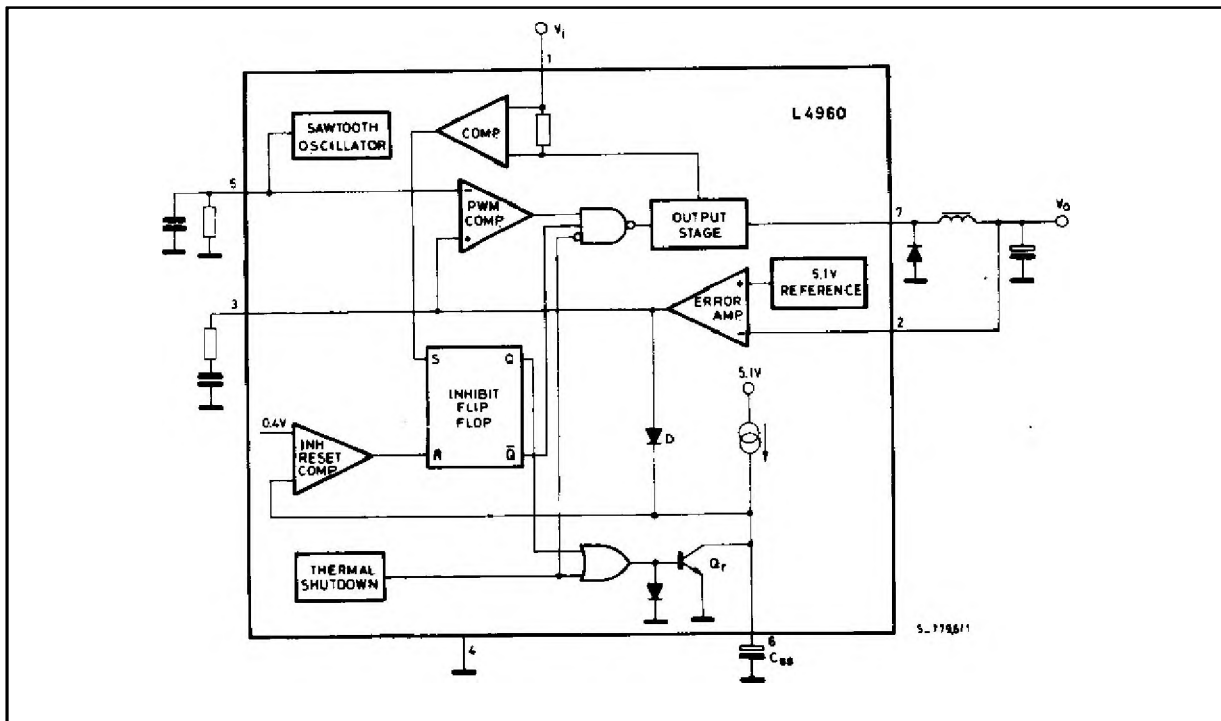 Vi
1
L4960
SAWTOOTH
OSCILLATOR
COMP.
5
-
PWM
COMP.
+
OUTPUT
STAGE
7
Vo
5.1V
REFERENCE
+
ERROR
AMP.
-
2
3
S
Q
INHIBIT
FLIP
FLOP
R
Q̅
5.1V
0.4V
INH
RESET
COMP.
D
THERMAL
SHUTDOWN
Qr
4
6
Css
S-7796/1